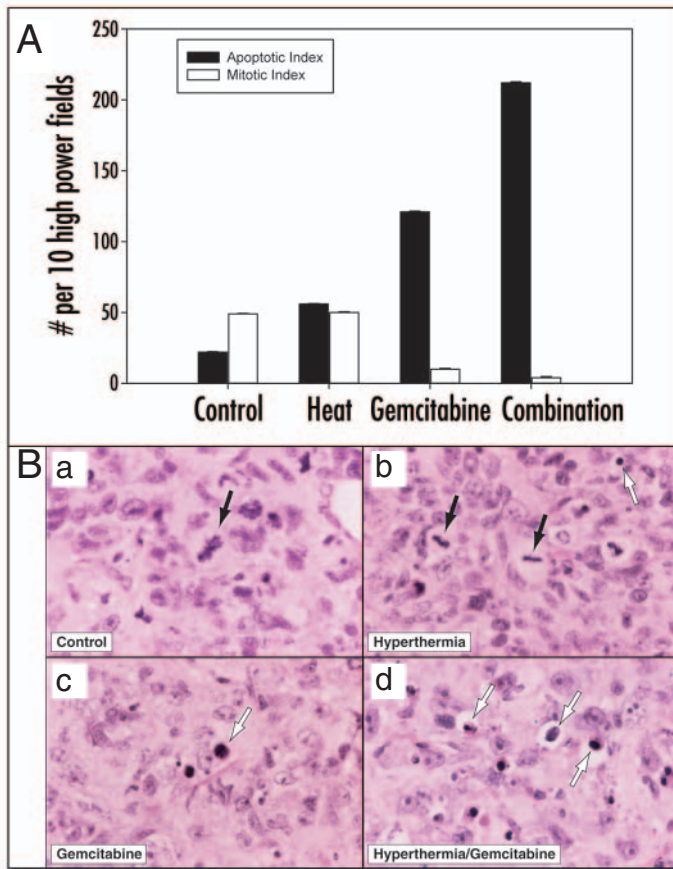 A
250
200
150
100
50
0
# per 10 high power fields
Apoptotic Index
Mitotic Index
Control Heat Gemcitabine Combination
B
a
b
Control
Hyperthermia
c
d
Gemcitabine
Hyperthermia/Gemcitabine